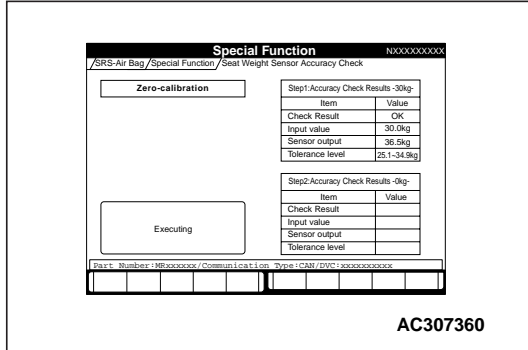 Special Function NXXXXXXXXX
SRS-Air Bag / Special Function / Seat Weight Sensor Accuracy Check
Zero-calibration
Step1:Accuracy Check Results -30kg-
Item Value
Check Result OK
Input value 30.0kg
Sensor output 36.5kg
Tolerance level 25.1~34.9kg
Step2:Accuracy Check Results -0kg-
Item Value
Check Result
Input value
Sensor output
Tolerance level
Executing
Part Number:MRxxxxxx/Communication Type:CAN/DVC:xxxxxxxxxx
AC307360